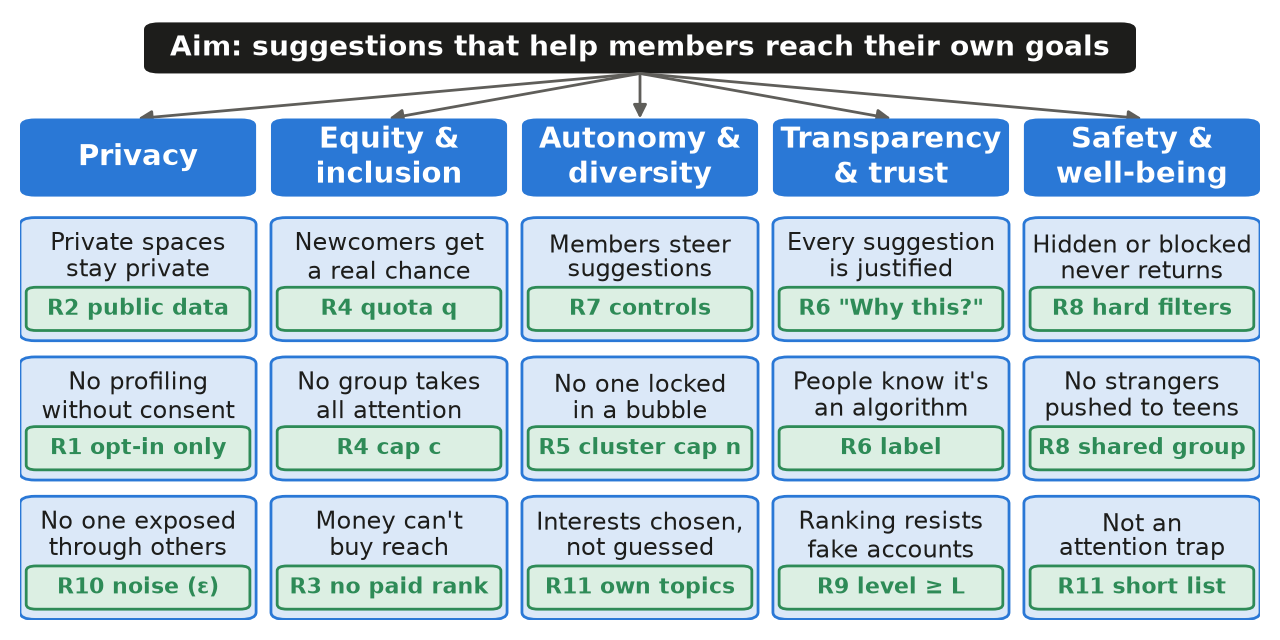 Aim: suggestions that help members reach their own goals
Privacy
Equity &
inclusion
Autonomy &
diversity
Transparency
& trust
Safety &
well-being
Private spaces
stay private
R2 public data
Newcomers get
a real chance
R4 quota q
Members steer
suggestions
R7 controls
Every suggestion
is justified
R6 "Why this?"
Hidden or blocked
never returns
R8 hard filters
No profiling
without consent
R1 opt-in only
No group takes
all attention
R4 cap c
No one locked
in a bubble
R5 cluster cap n
People know it's
an algorithm
R6 label
No strangers
pushed to teens
R8 shared group
No one exposed
through others
R10 noise (ε)
Money can't
buy reach
R3 no paid rank
Interests chosen,
not guessed
R11 own topics
Ranking resists
fake accounts
R9 level ≥ L
Not an
attention trap
R11 short list